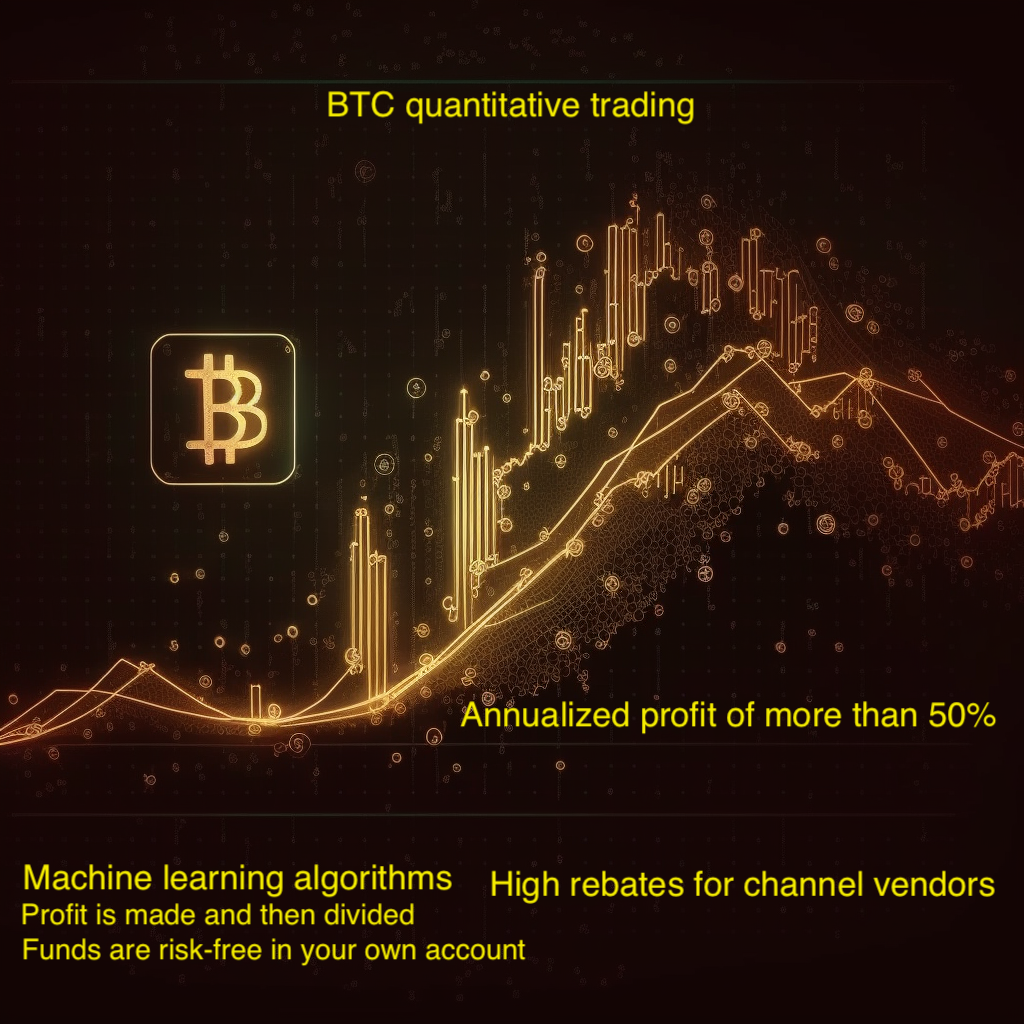 BTC quantitative trading
Annualized profit of more than 50%
Machine learning algorithms
High rebates for channel vendors
Profit is made and then divided
Funds are risk-free in your own account